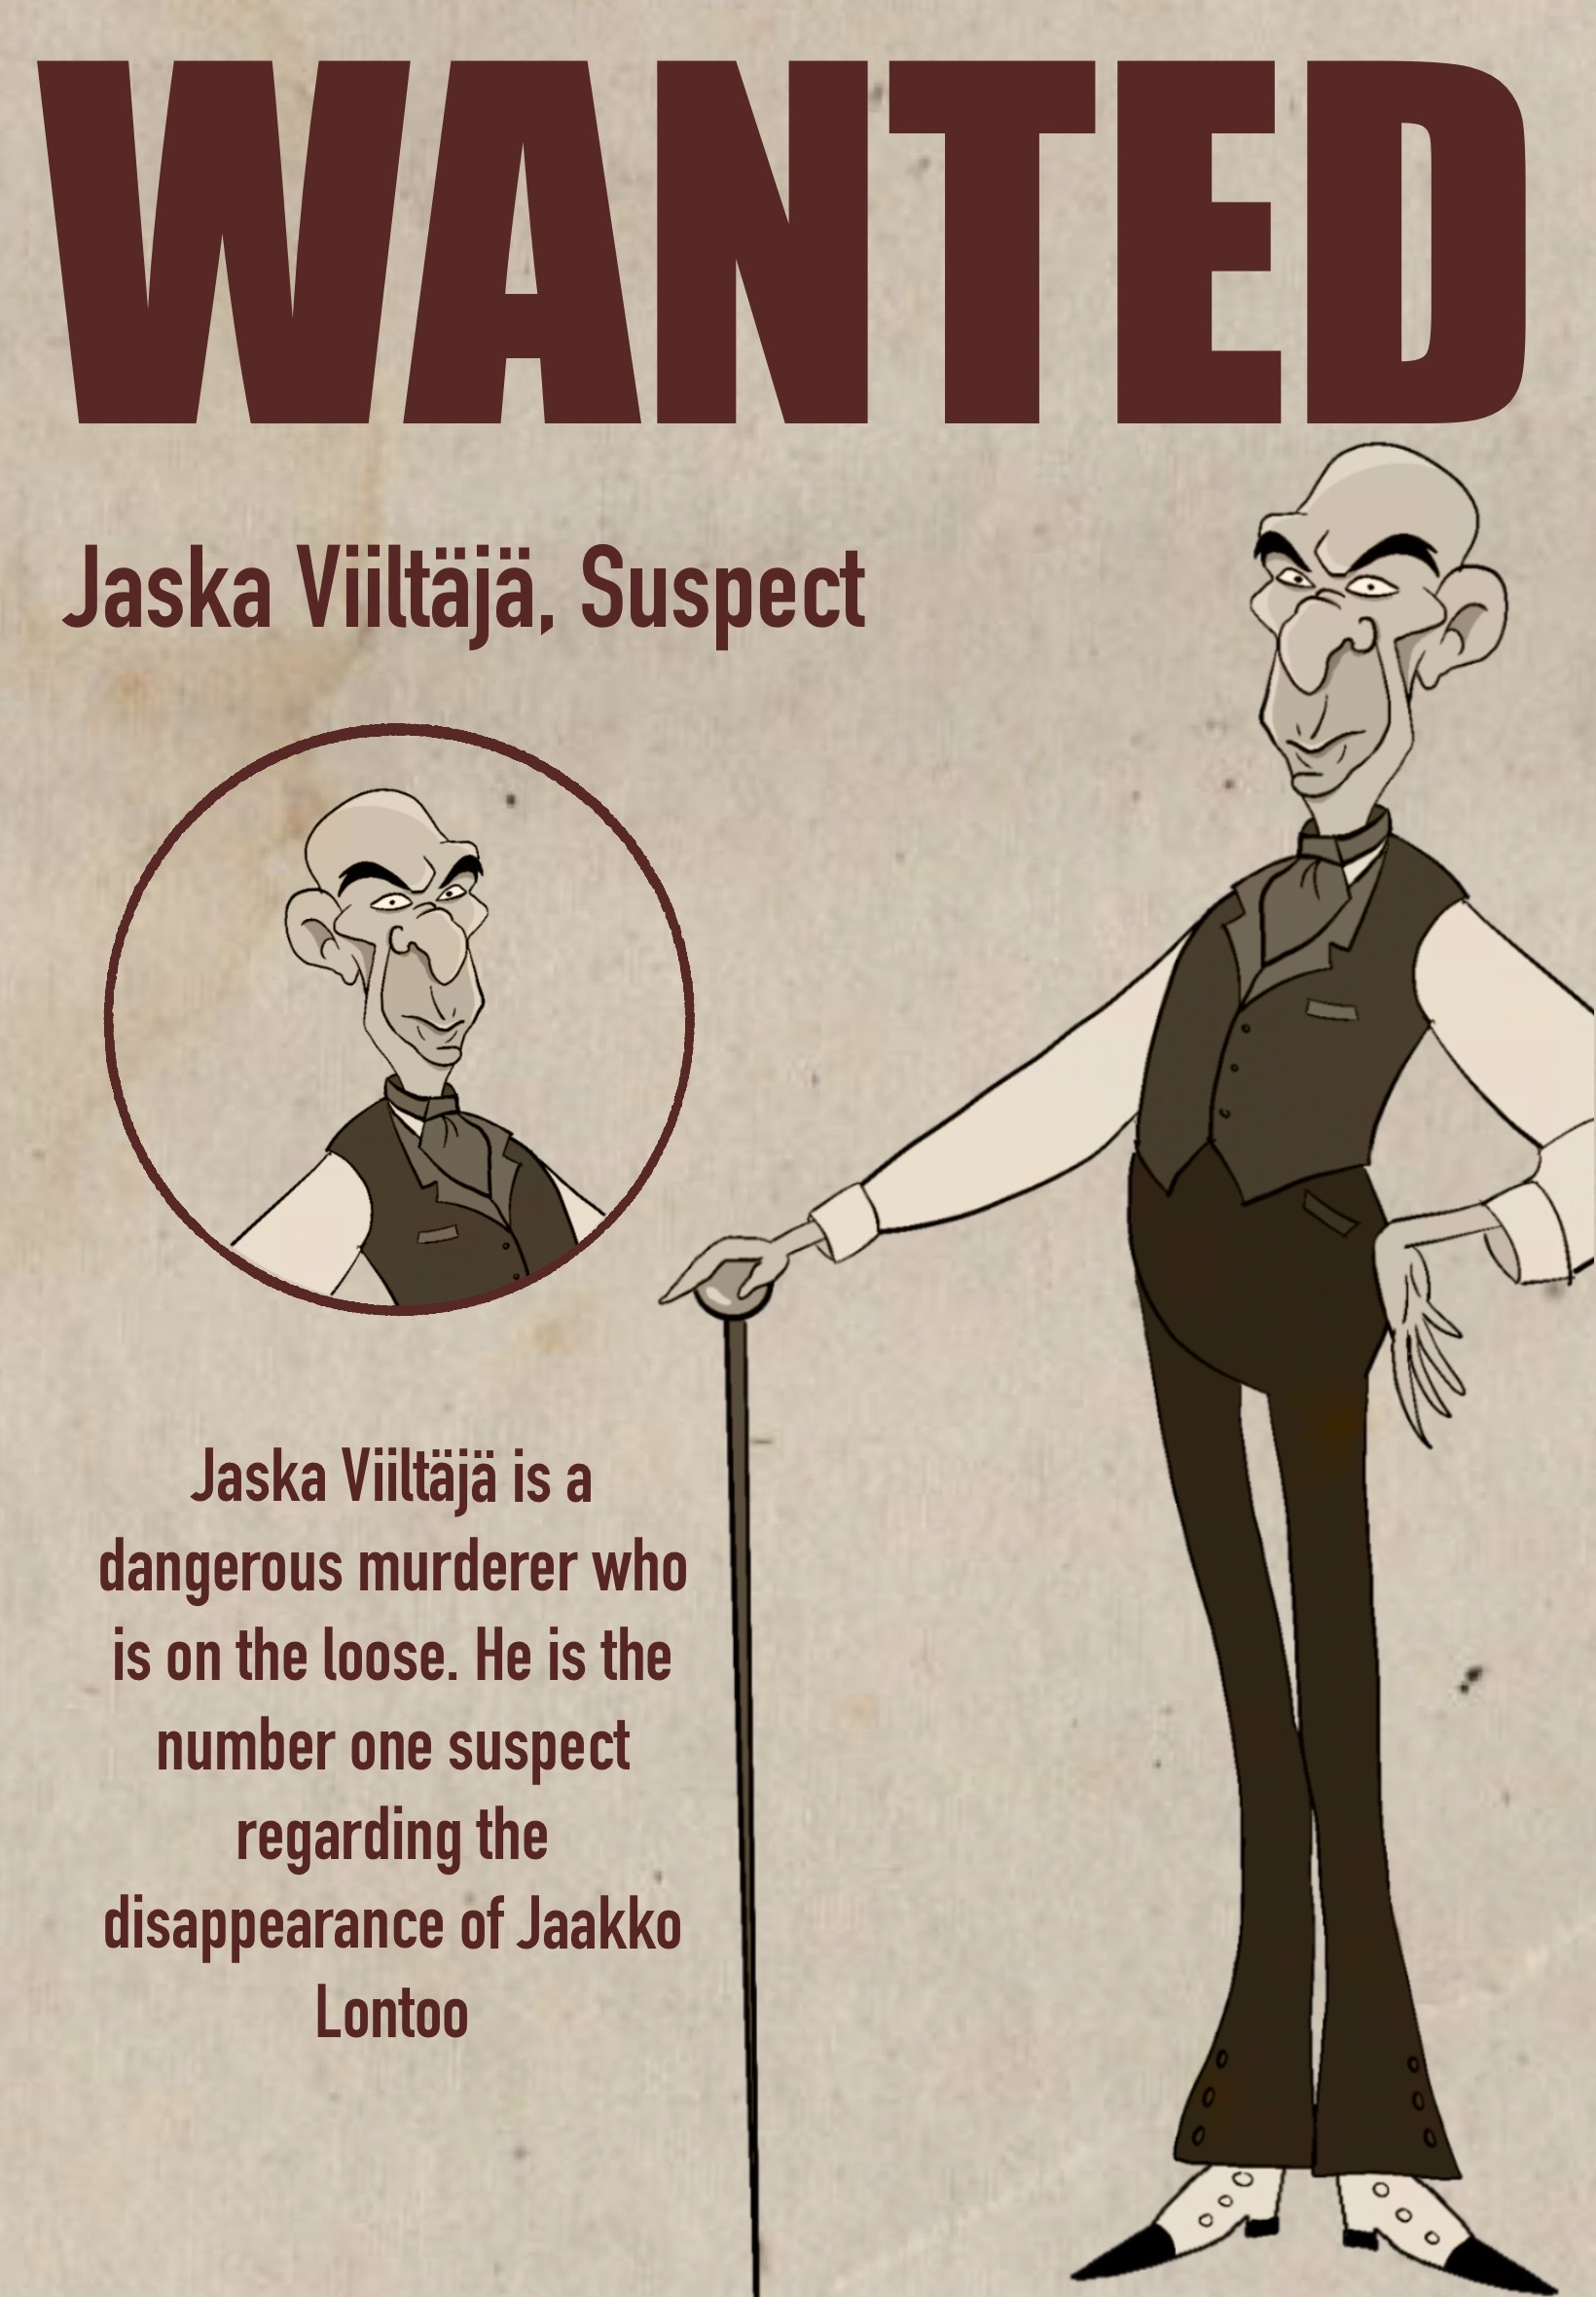 WANTED
Jaska Viiltäjä, Suspect
Jaska Viiltäjä is a
dangerous murderer who
is on the loose. He is the
number one suspect
regarding the
disappearance of Jaakko
Lontoo